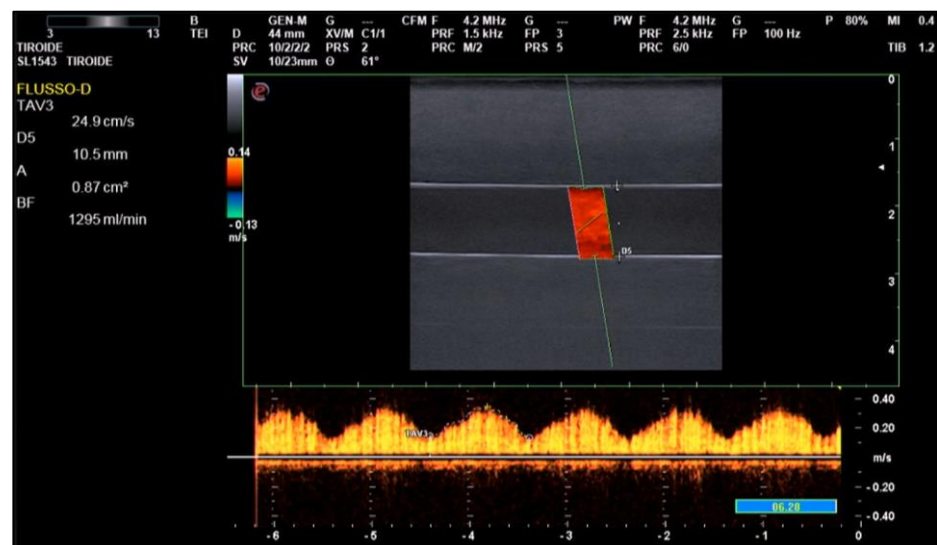 B GEN-M G --- CFM F 4.2 MHz G --- PW F 4.2 MHz G --- P 80% MI 0.4
3 13 TEI D 44 mm XV/M C1/1 PRF 1.5 kHz FP 3 PRF 2.5 kHz FP 100 Hz
TIROIDE PRC 10/2/2/2 PRS 2 PRC M/2 PRS 5 PRC 6/0 TIB 1.2
SL1543 TIROIDE SV 10/23mm Θ 61°
FLUSSO-D
TAV3
24.9 cm/s
D5
10.5 mm
A
0.87 cm²
BF
1295 ml/min
0.14
-0.13
m/s
e
0
1
2
3
4
D5
TAV3
0.40
0.20
m/s
-0.20
-0.40
06.28
-6 -5 -4 -3 -2 -1 0